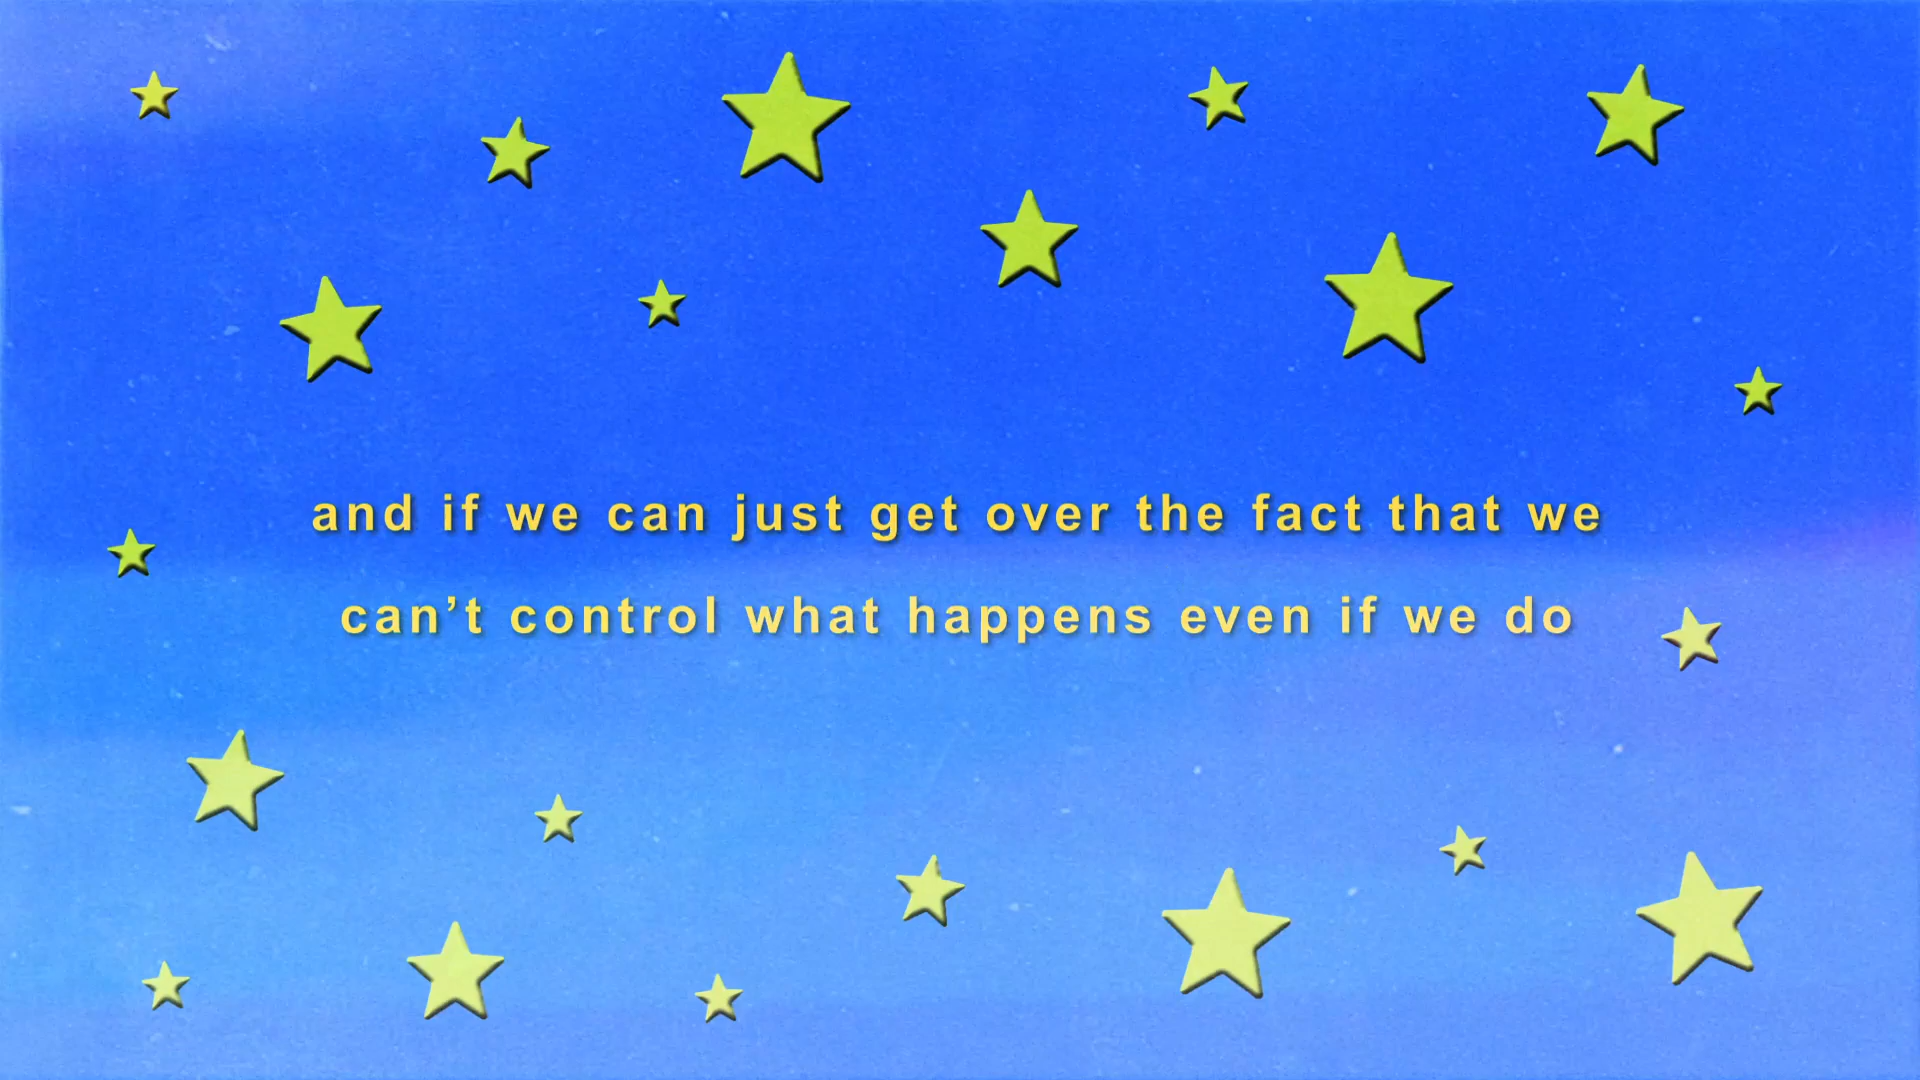 and if we can just get over the fact that we
can’t control what happens even if we do